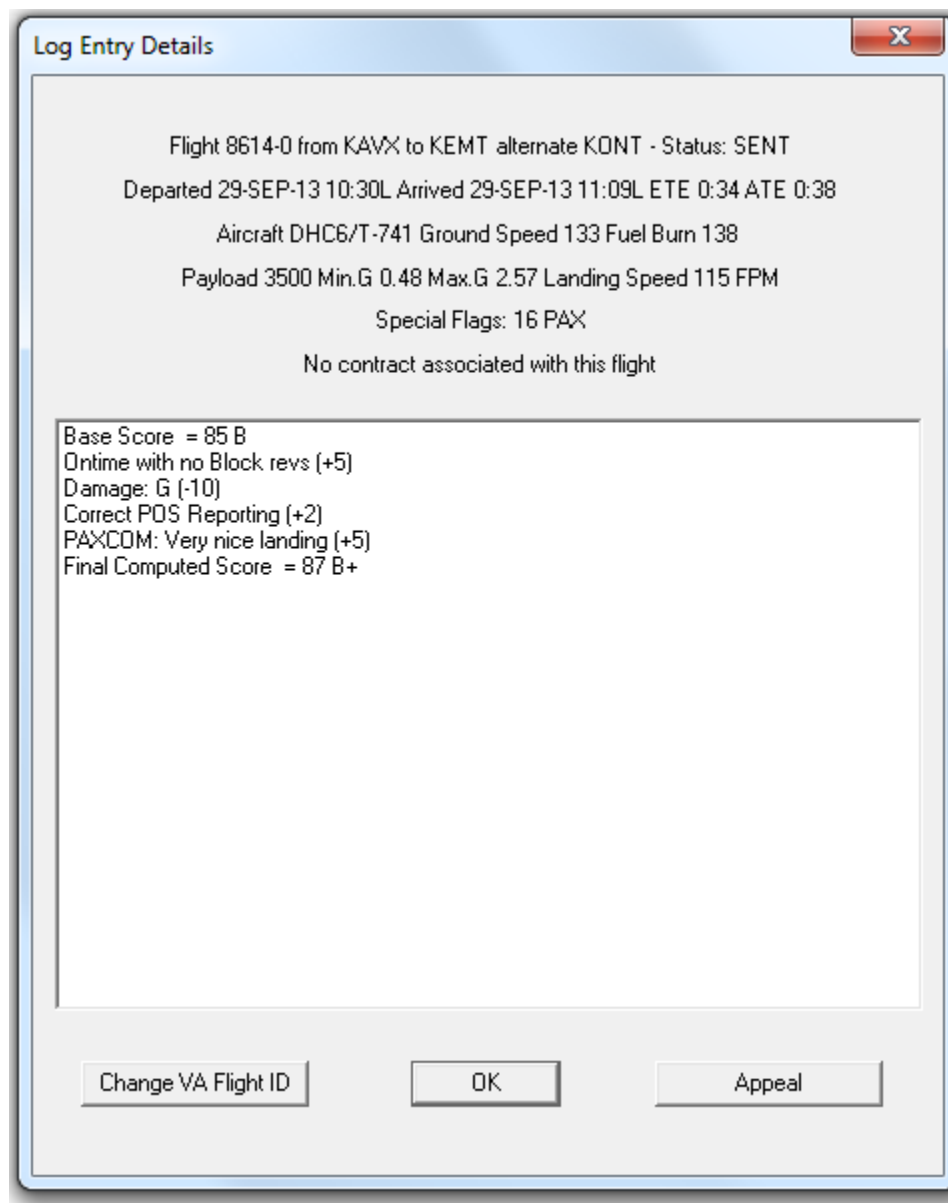 Log Entry Details
Flight 8614-0 from KAVX to KEMT alternate KONT - Status: SENT
Departed 29-SEP-13 10:30L Arrived 29-SEP-13 11:09L ETE 0:34 ATE 0:38
Aircraft DHC6/T-741 Ground Speed 133 Fuel Burn 138
Payload 3500 Min.G 0.48 Max.G 2.57 Landing Speed 115 FPM
Special Flags: 16 PAX
No contract associated with this flight
Base Score  = 85 B
Ontime with no Block revs (+5)
Damage: G (-10)
Correct POS Reporting (+2)
PAXCOM: Very nice landing (+5)
Final Computed Score  = 87 B+
Change VA Flight ID
OK
Appeal